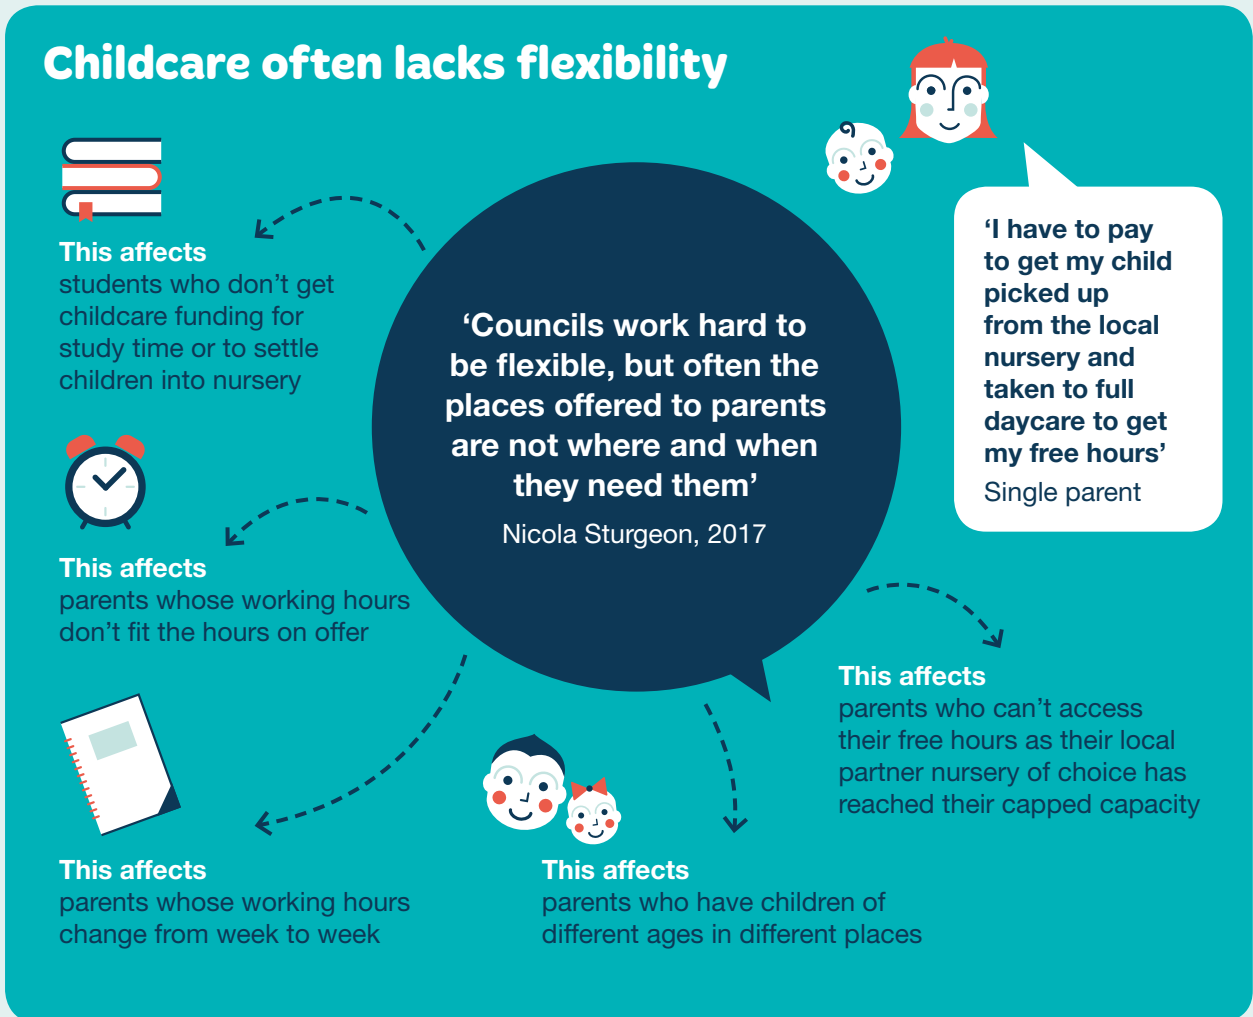 Childcare often lacks flexibility
This affects
students who don’t get
childcare funding for
study time or to settle
children into nursery
This affects
parents whose working hours
don’t fit the hours on offer
This affects
parents whose working hours
change from week to week
‘Councils work hard to
be flexible, but often the
places offered to parents
are not where and when
they need them’
Nicola Sturgeon, 2017
This affects
parents who have children of
different ages in different places
‘I have to pay
to get my child
picked up
from the local
nursery and
taken to full
daycare to get
my free hours’
Single parent
This affects
parents who can’t access
their free hours as their local
partner nursery of choice has
reached their capped capacity